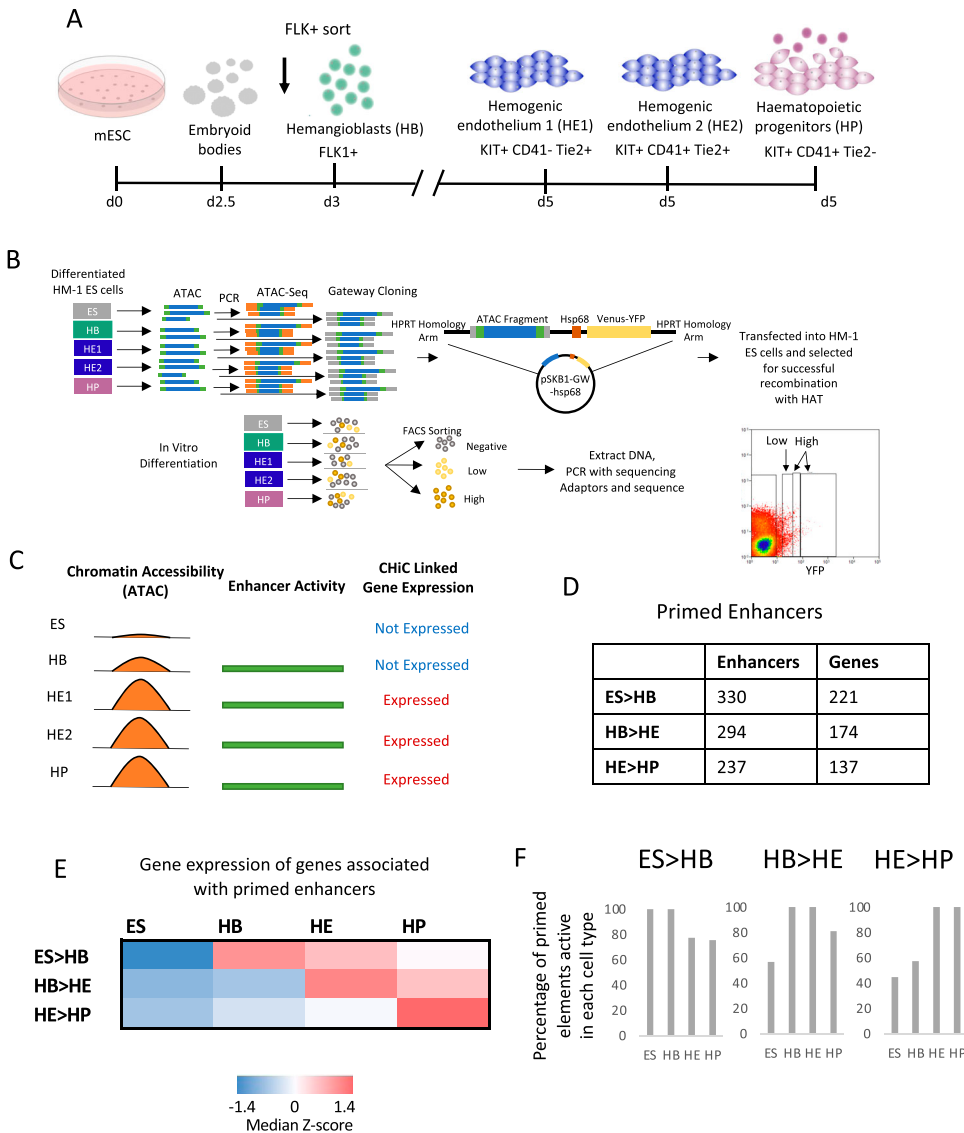 A
FLK+ sort
mESC
Embryoid
bodies
Hemangioblasts (HB)
FLK1+
Hemogenic
endothelium 1 (HE1)
KIT+ CD41- Tie2+
Hemogenic
endothelium 2 (HE2)
KIT+ CD41+ Tie2+
Haematopoietic
progenitors (HP)
KIT+ CD41+ Tie2-
d0 d2.5 d3 d5 d5 d5
B
Differentiated
HM-1 ES cells
ATAC
PCR
ATAC-Seq
Gateway Cloning
ES
HB
HE1
HE2
HP
HPRT Homology
Arm
ATAC Fragment
Hsp68
Venus-YFP
HPRT Homology
Arm
pSKB1-GW
-hsp68
Transfected into HM-1
ES cells and selected
for successful
recombination
with HAT
In Vitro
Differentiation
ES
HB
HE1
HE2
HP
FACS Sorting
Negative
Low
High
Extract DNA,
PCR with sequencing
Adaptors and sequence
Low High
YFP
C
Chromatin Accessibility
(ATAC)
Enhancer Activity
CHiC Linked
Gene Expression
ES Not Expressed
HB Not Expressed
HE1 Expressed
HE2 Expressed
HP Expressed
D
Primed Enhancers
Enhancers Genes
ES>HB 330 221
HB>HE 294 174
HE>HP 237 137
E
Gene expression of genes associated
with primed enhancers
ES HB HE HP
ES>HB
HB>HE
HE>HP
-1.4 0 1.4
Median Z-score
F
Percentage of primed
elements active
in each cell type
ES>HB
100
80
60
40
20
0
ES HB HE HP
HB>HE
100
80
60
40
20
0
ES HB HE HP
HE>HP
100
80
60
40
20
0
ES HB HE HP